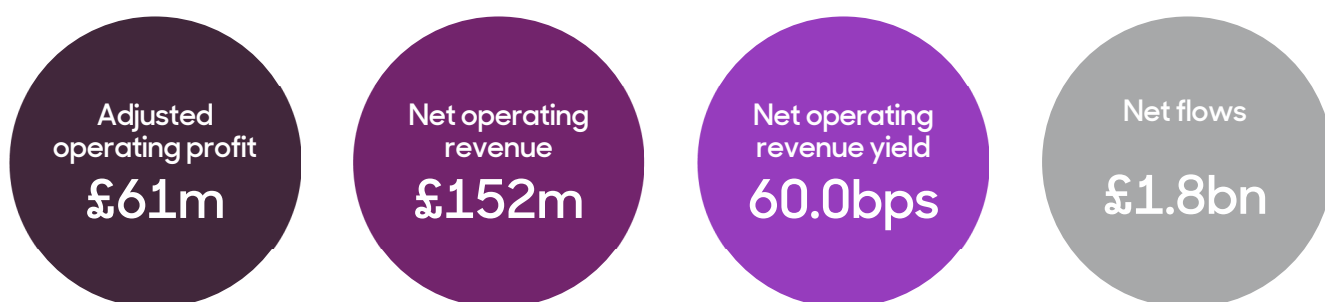 Adjusted
operating profit
£61m
Net operating
revenue
£152m
Net operating
revenue yield
60.0bps
Net flows
£1.8bn